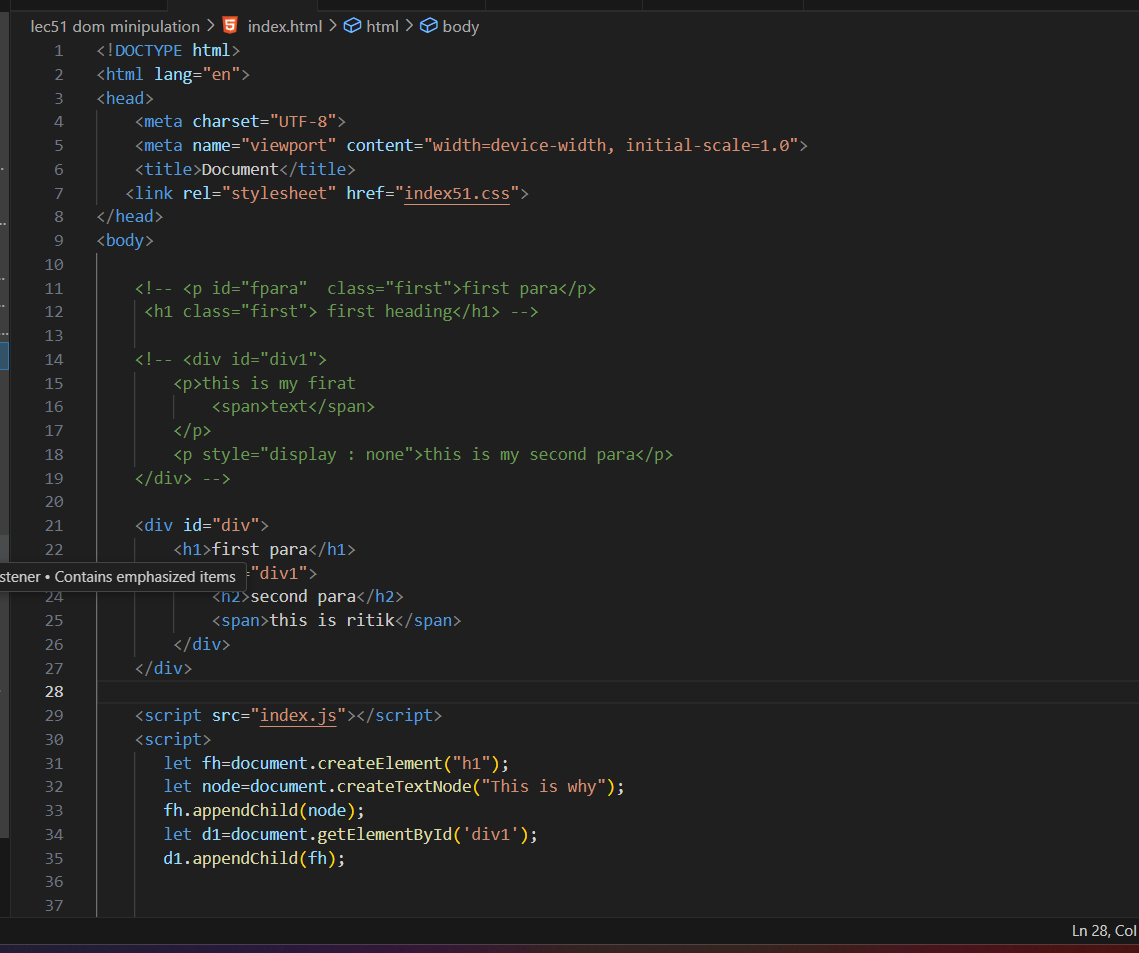 lec51 dom minipulation > index.html > html > body
1 <!DOCTYPE html>
2 <html lang="en">
3 <head>
4     <meta charset="UTF-8">
5     <meta name="viewport" content="width=device-width, initial-scale=1.0">
6     <title>Document</title>
7    <link rel="stylesheet" href="index51.css">
8 </head>
9 <body>
10
11     <!-- <p id="fpara"  class="first">first para</p>
12      <h1 class="first"> first heading</h1> -->
13
14     <!-- <div id="div1">
15         <p>this is my firat
16             <span>text</span>
17         </p>
18         <p style="display : none">this is my second para</p>
19     </div> -->
20
21     <div id="div">
22         <h1>first para</h1>
stener • Contains emphasized items ="div1">
24             <h2>second para</h2>
25             <span>this is ritik</span>
26         </div>
27     </div>
28
29     <script src="index.js"></script>
30     <script>
31        let fh=document.createElement("h1");
32        let node=document.createTextNode("This is why");
33        fh.appendChild(node);
34        let d1=document.getElementById('div1');
35        d1.appendChild(fh);
36
37
Ln 28, Col